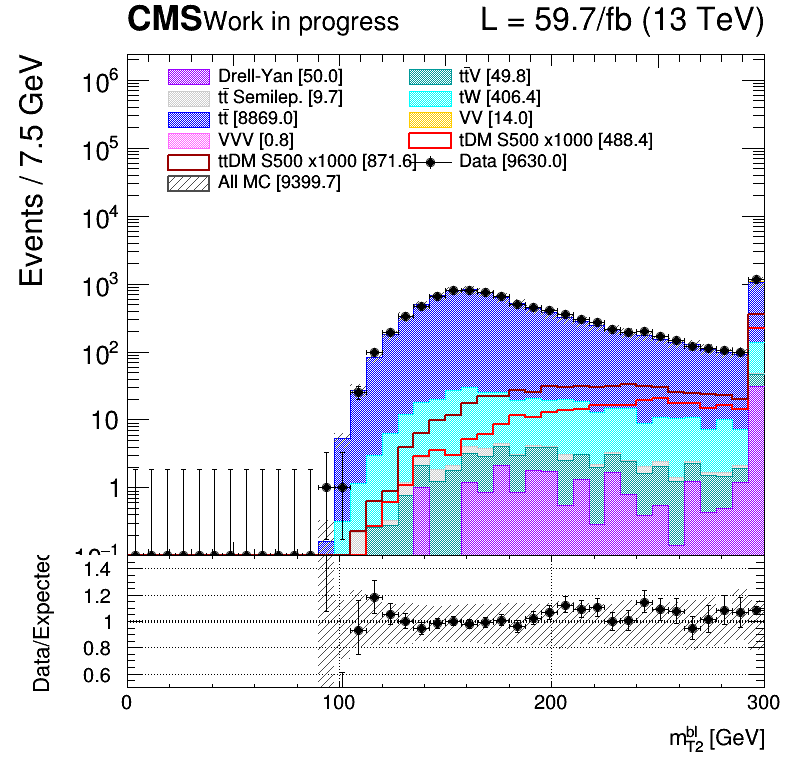 CMS Work in progress L = 59.7/fb (13 TeV)
Events / 7.5 GeV
Drell-Yan [50.0] tt̄V [49.8]
tt̄ Semilep. [9.7] tW [406.4]
tt̄ [8869.0] VV [14.0]
VVV [0.8] tDM S500 x1000 [488.4]
ttDM S500 x1000 [871.6] Data [9630.0]
All MC [9399.7]
10⁶
10⁵
10⁴
10³
10²
10
1
10⁻¹
Data/Expected
1.4
1.2
1
0.8
0.6
0 100 200 300
m_{T2}^{bl} [GeV]